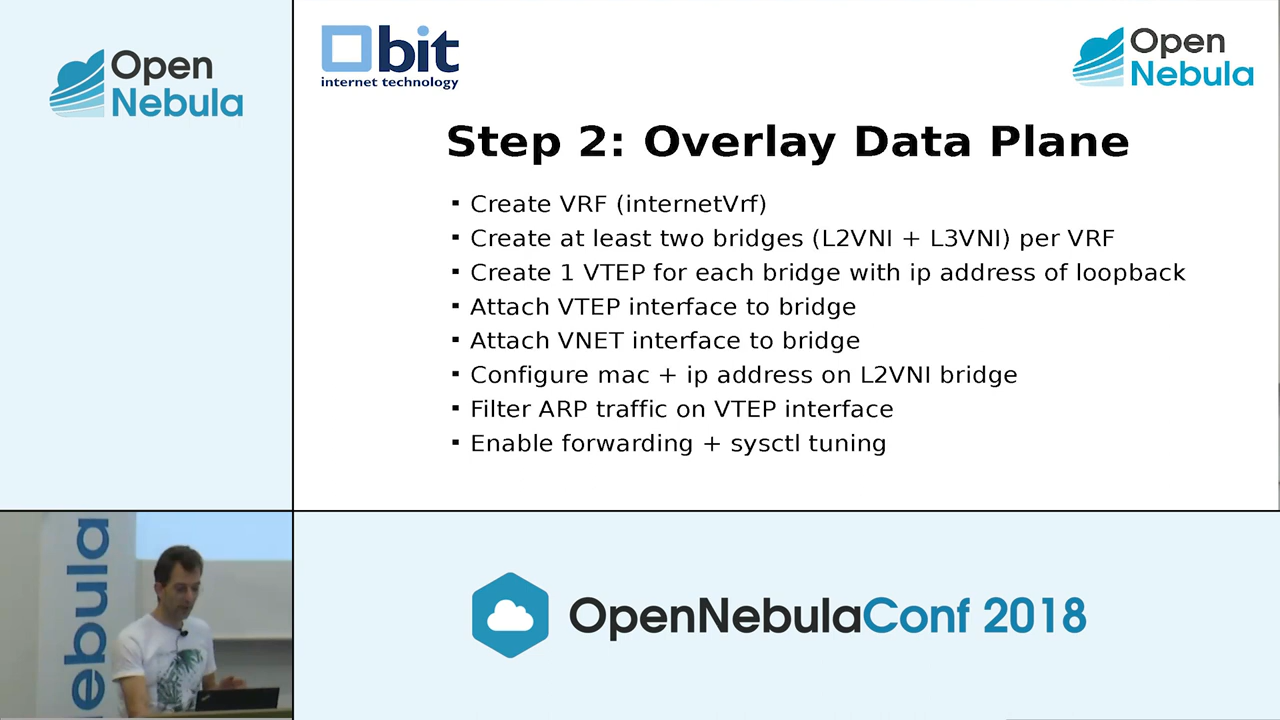 Open
Nebula
bit
internet technology
Open
Nebula
Step 2: Overlay Data Plane
▪ Create VRF (internetVrf)
▪ Create at least two bridges (L2VNI + L3VNI) per VRF
▪ Create 1 VTEP for each bridge with ip address of loopback
▪ Attach VTEP interface to bridge
▪ Attach VNET interface to bridge
▪ Configure mac + ip address on L2VNI bridge
▪ Filter ARP traffic on VTEP interface
▪ Enable forwarding + sysctl tuning
ebula
OpenNebulaConf 2018